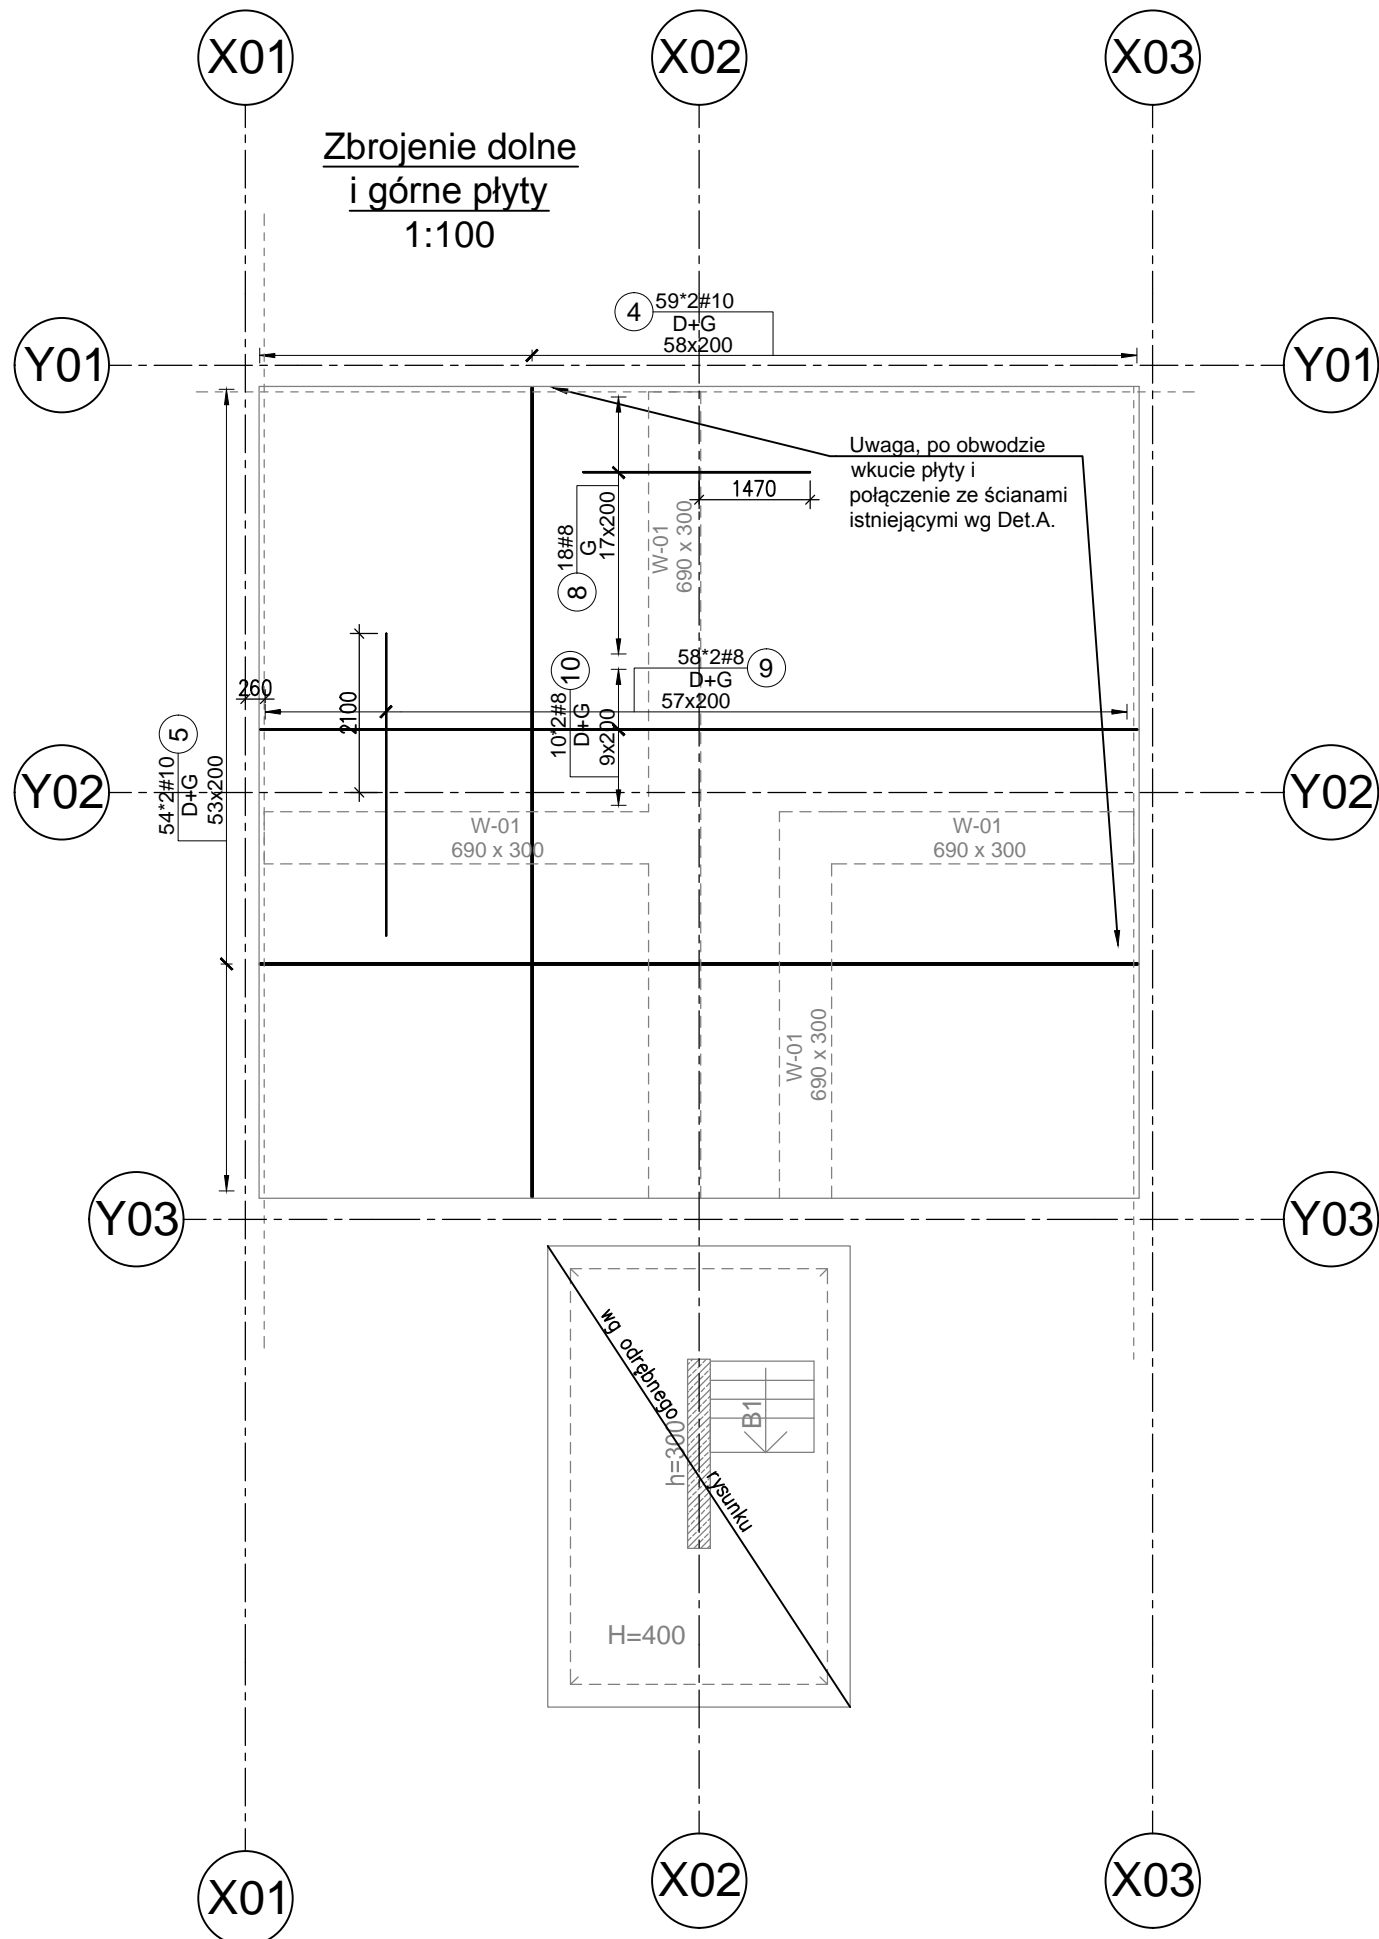 X01
X02
X03
Zbrojenie dolne
i górne płyty
1:100
4
59*2#10
D+G
58x200
Y01
Y01
Uwaga, po obwodzie
wkucie płyty i
połączenie ze ścianami
istniejącymi wg Det.A.
1470
8
18#8
G
17x200
W-01
690 x 300
10
10*2#8
D+G
9x200
58*2#8
D+G
57x200
9
260
2100
5
54*2#10
D+G
53x200
Y02
Y02
W-01
690 x 300
W-01
690 x 300
W-01
690 x 300
Y03
Y03
wg odrębnego
rysunku
h=300
B1
H=400
X01
X02
X03